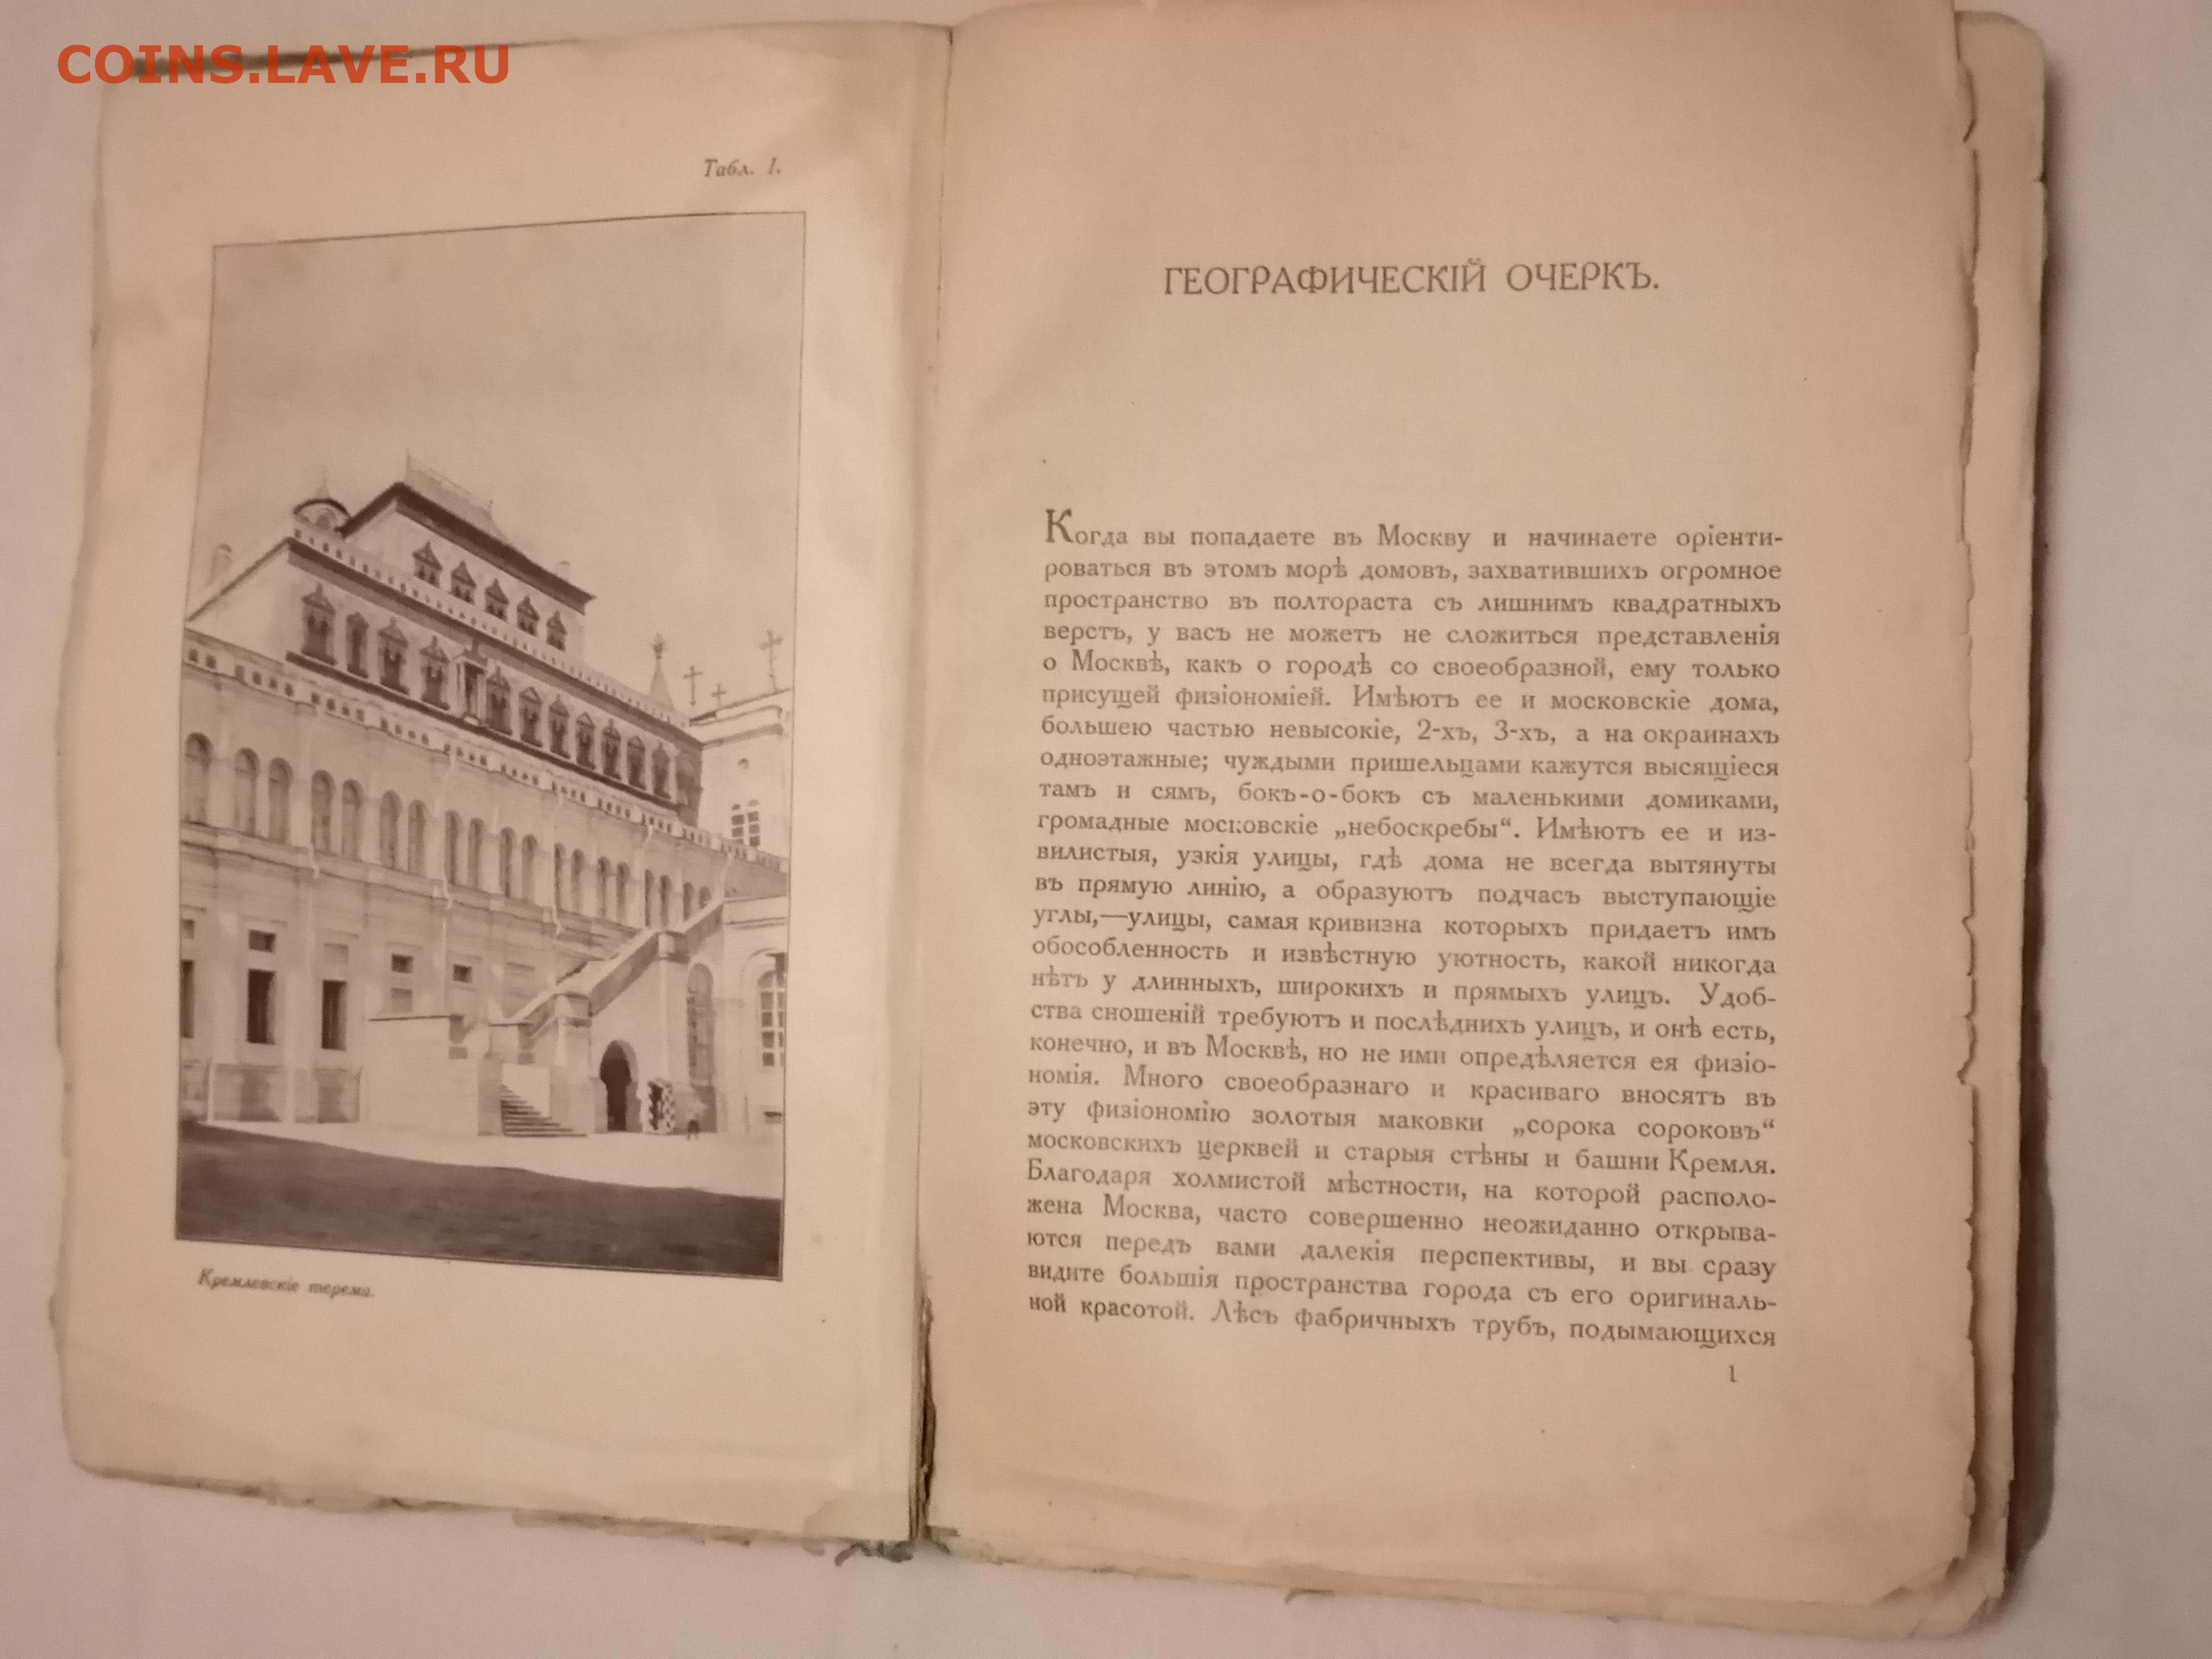 COINS.LAVE.RU
Табл. I.
Кремлевскіе терема.
ГЕОГРАФИЧЕСКІЙ ОЧЕРКЪ.
Когда вы попадаете въ Москву и начинаете оріенти-
роваться въ этомъ морѣ домовъ, захватившихъ огромное
пространство въ полтораста съ лишнимъ квадратныхъ
верстъ, у васъ не можетъ не сложиться представленія
о Москвѣ, какъ о городѣ со своеобразной, ему только
присущей физіономіей. Имѣютъ ее и московскіе дома,
большею частью невысокіе, 2-хъ, 3-хъ, а на окраинахъ
одноэтажные; чуждыми пришельцами кажутся высящіеся
тамъ и сямъ, бокъ-о-бокъ съ маленькими домиками,
громадные московскіе „небоскребы“. Имѣютъ ее и из-
вилистыя, узкія улицы, гдѣ дома не всегда вытянуты
въ прямую линію, а образуютъ подчасъ выступающіе
углы,—улицы, самая кривизна которыхъ придаетъ имъ
обособленность и извѣстную уютность, какой никогда
нѣтъ у длинныхъ, широкихъ и прямыхъ улицъ. Удоб-
ства сношеній требуютъ и послѣднихъ улицъ, и онѣ есть,
конечно, и въ Москвѣ, но не ими опредѣляется ея физіо-
номія. Много своеобразнаго и красиваго вносятъ въ
эту физіономію золотыя маковки „сорока сороковъ“
московскихъ церквей и старыя стѣны и башни Кремля.
Благодаря холмистой мѣстности, на которой располо-
жена Москва, часто совершенно неожиданно открыва-
ются передъ вами далекія перспективы, и вы сразу
видите большія пространства города съ его оригиналь-
ной красотой. Лѣсъ фабричныхъ трубъ, подымающихся
1